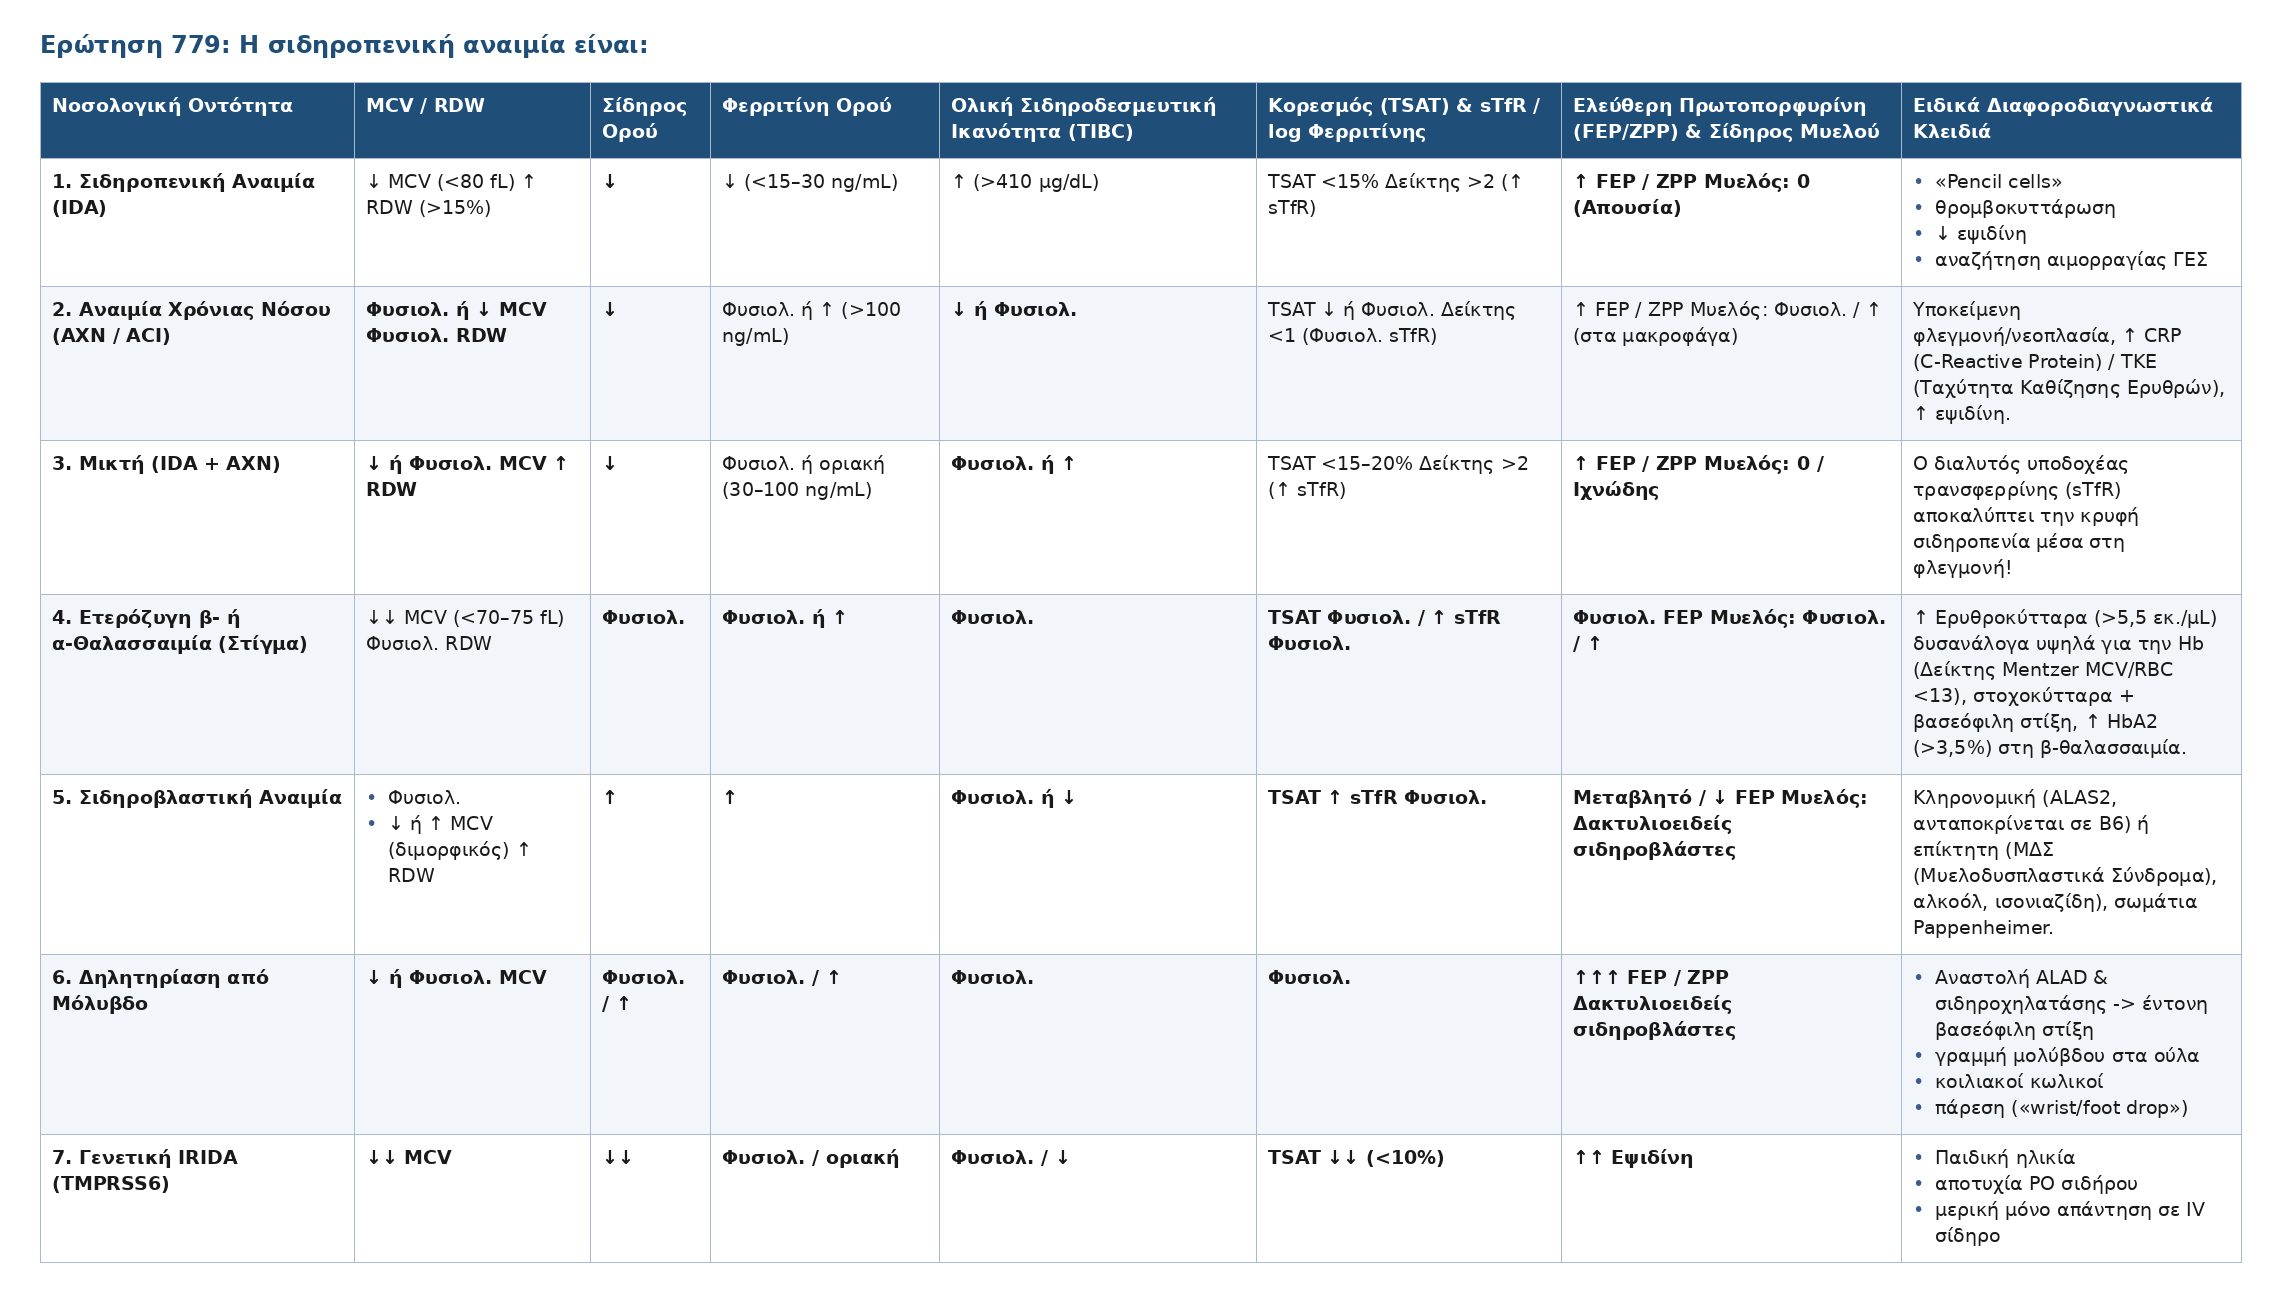 Ερώτηση 779: Η σιδηροπενική αναιμία είναι:
Νοσολογική Οντότητα
MCV / RDW
Σίδηρος
Ορού
Φερριτίνη Ορού
Ολική Σιδηροδεσμευτική
Ικανότητα (TIBC)
Κορεσμός (TSAT) & sTfR /
log Φερριτίνης
Ελεύθερη Πρωτοπορφυρίνη
(FEP/ZPP) & Σίδηρος Μυελού
Ειδικά Διαφοροδιαγνωστικά
Κλειδιά
1. Σιδηροπενική Αναιμία
(IDA)
↓ MCV (<80 fL) ↑
RDW (>15%)
↓
↓ (<15–30 ng/mL)
↑ (>410 μg/dL)
TSAT <15% Δείκτης >2 (↑
sTfR)
↑ FEP / ZPP Μυελός: 0
(Απουσία)
• «Pencil cells»
• θρομβοκυττάρωση
• ↓ εψιδίνη
• αναζήτηση αιμορραγίας ΓΕΣ
2. Αναιμία Χρόνιας Νόσου
(ΑΧΝ / ACI)
Φυσιολ. ή ↓ MCV
Φυσιολ. RDW
↓
Φυσιολ. ή ↑ (>100
ng/mL)
↓ ή Φυσιολ.
TSAT ↓ ή Φυσιολ. Δείκτης
<1 (Φυσιολ. sTfR)
↑ FEP / ZPP Μυελός: Φυσιολ. / ↑
(στα μακροφάγα)
Υποκείμενη
φλεγμονή/νεοπλασία, ↑ CRP
(C-Reactive Protein) / ΤΚΕ
(Ταχύτητα Καθίζησης Ερυθρών),
↑ εψιδίνη.
3. Μικτή (IDA + ΑΧΝ)
↓ ή Φυσιολ. MCV ↑
RDW
↓
Φυσιολ. ή οριακή
(30–100 ng/mL)
Φυσιολ. ή ↑
TSAT <15–20% Δείκτης >2
(↑ sTfR)
↑ FEP / ZPP Μυελός: 0 /
Ιχνώδης
Ο διαλυτός υποδοχέας
τρανσφερρίνης (sTfR)
αποκαλύπτει την κρυφή
σιδηροπενία μέσα στη
φλεγμονή!
4. Ετερόζυγη β- ή
α-Θαλασσαιμία (Στίγμα)
↓↓ MCV (<70–75 fL)
Φυσιολ. RDW
Φυσιολ.
Φυσιολ. ή ↑
Φυσιολ.
TSAT Φυσιολ. / ↑ sTfR
Φυσιολ.
Φυσιολ. FEP Μυελός: Φυσιολ.
/ ↑
↑ Ερυθροκύτταρα (>5,5 εκ./μL)
δυσανάλογα υψηλά για την Hb
(Δείκτης Mentzer MCV/RBC
<13), στοχοκύτταρα +
βασεόφιλη στίξη, ↑ HbA2
(>3,5%) στη β-θαλασσαιμία.
5. Σιδηροβλαστική Αναιμία
• Φυσιολ.
• ↓ ή ↑ MCV
(διμορφικός) ↑
RDW
↑
↑
Φυσιολ. ή ↓
TSAT ↑ sTfR Φυσιολ.
Μεταβλητό / ↓ FEP Μυελός:
Δακτυλιοειδείς
σιδηροβλάστες
Κληρονομική (ALAS2,
ανταποκρίνεται σε B6) ή
επίκτητη (ΜΔΣ
(Μυελοδυσπλαστικά Σύνδρομα),
αλκοόλ, ισονιαζίδη), σωμάτια
Pappenheimer.
6. Δηλητηρίαση από
Μόλυβδο
↓ ή Φυσιολ. MCV
Φυσιολ.
/ ↑
Φυσιολ. / ↑
Φυσιολ.
Φυσιολ.
↑↑↑ FEP / ZPP
Δακτυλιοειδείς
σιδηροβλάστες
• Αναστολή ALAD &
σιδηροχηλατάσης -> έντονη
βασεόφιλη στίξη
• γραμμή μολύβδου στα ούλα
• κοιλιακοί κωλικοί
• πάρεση («wrist/foot drop»)
7. Γενετική IRIDA
(TMPRSS6)
↓↓ MCV
↓↓
Φυσιολ. / οριακή
Φυσιολ. / ↓
TSAT ↓↓ (<10%)
↑↑ Εψιδίνη
• Παιδική ηλικία
• αποτυχία PO σιδήρου
• μερική μόνο απάντηση σε IV
σίδηρο